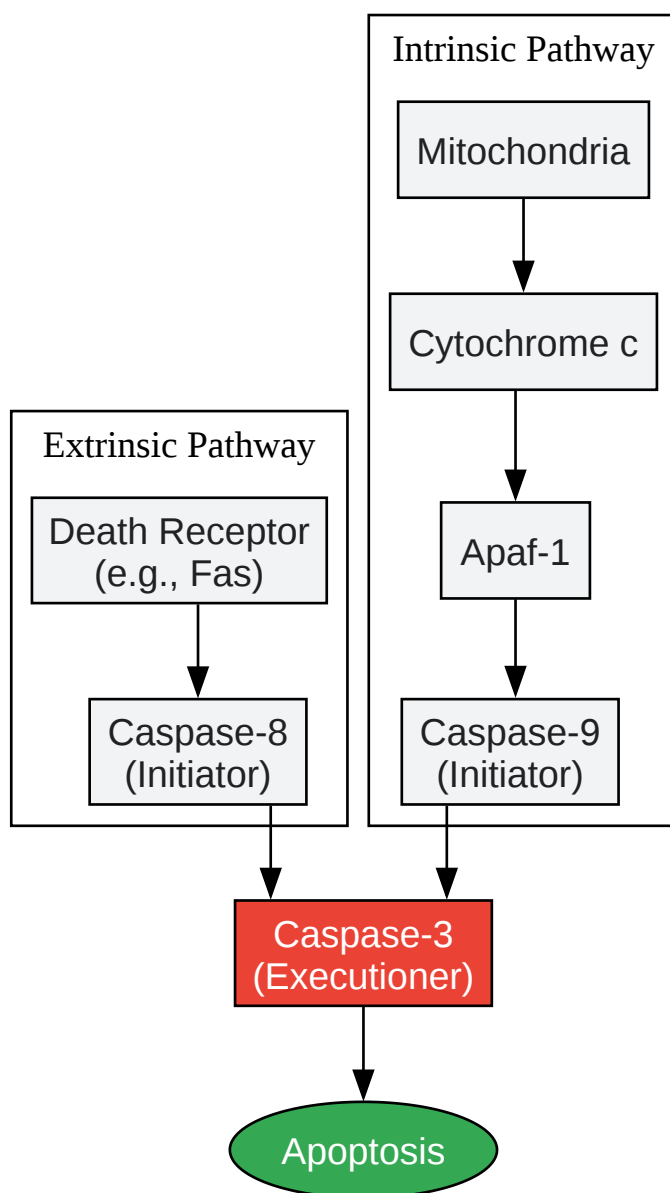 Intrinsic Pathway
Mitochondria
Cytochrome c
Extrinsic Pathway
Death Receptor
(e.g., Fas)
Apaf-1
Caspase-8
(Initiator)
Caspase-9
(Initiator)
Caspase-3
(Executioner)
Apoptosis